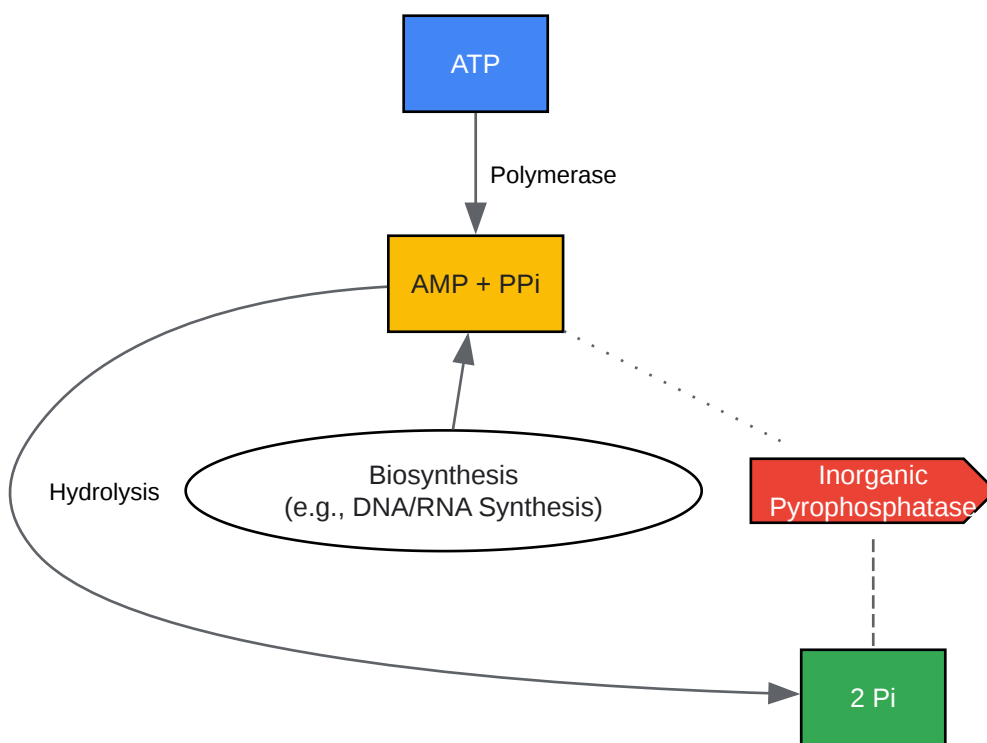 ATP
Polymerase
AMP + PPi
Hydrolysis
Biosynthesis
(e.g., DNA/RNA Synthesis)
Inorganic
Pyrophosphatase
2 Pi